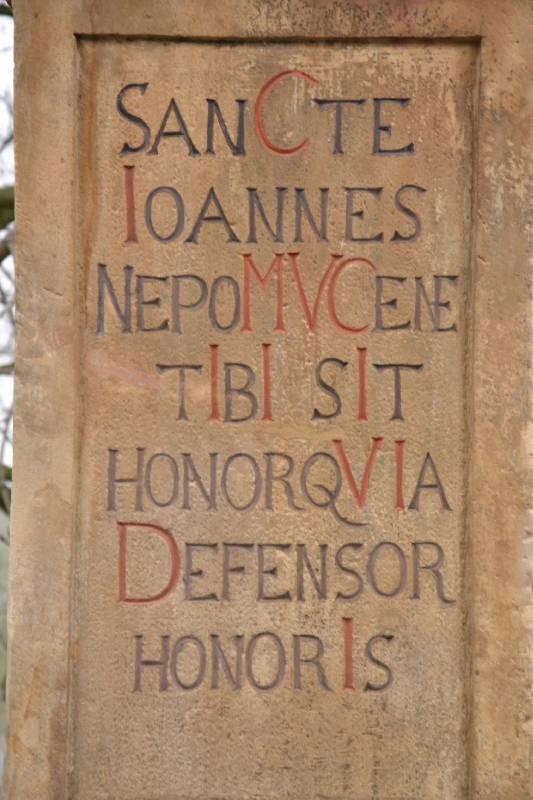 SANCTE
IOANNES
NEPOMVCENE
TIBI SIT
HONORQVIA
DEFENSOR
HONORIS